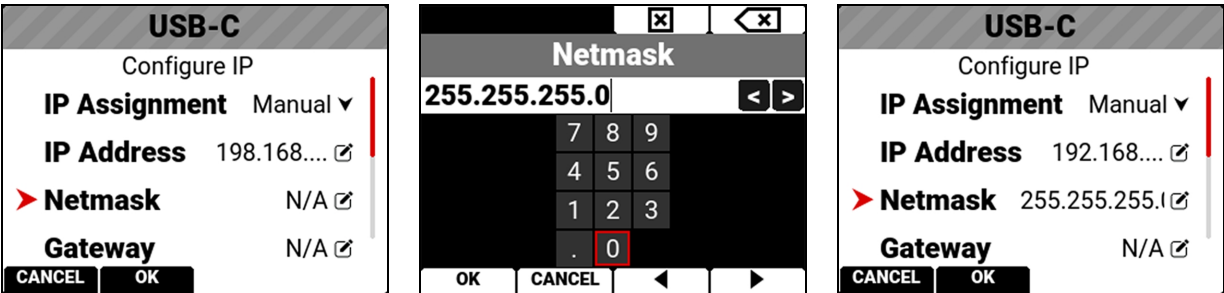 USB-C
Configure IP
IP Assignment Manual
IP Address 198.168....
Netmask N/A
Gateway N/A
CANCEL OK
Netmask
255.255.255.0
< >
7 8 9
4 5 6
1 2 3
. 0
OK CANCEL
USB-C
Configure IP
IP Assignment Manual
IP Address 192.168....
Netmask 255.255.255.
Gateway N/A
CANCEL OK